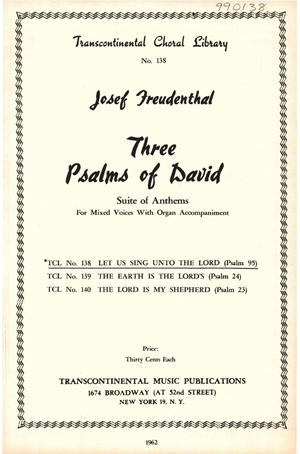 990138
Transcontinental Choral Library
No. 138
Josef Freudenthal
Three
Psalms of David
Suite of Anthems
For Mixed Voices With Organ Accompaniment
*TCL No. 138 LET US SING UNTO THE LORD (Psalm 95)
TCL No. 139 THE EARTH IS THE LORD'S (Psalm 24)
TCL No. 140 THE LORD IS MY SHEPHERD (Psalm 23)
Price:
Thirty Cents Each
TRANSCONTINENTAL MUSIC PUBLICATIONS
1674 BROADWAY (AT 52nd STREET)
NEW YORK 19, N. Y.
1962